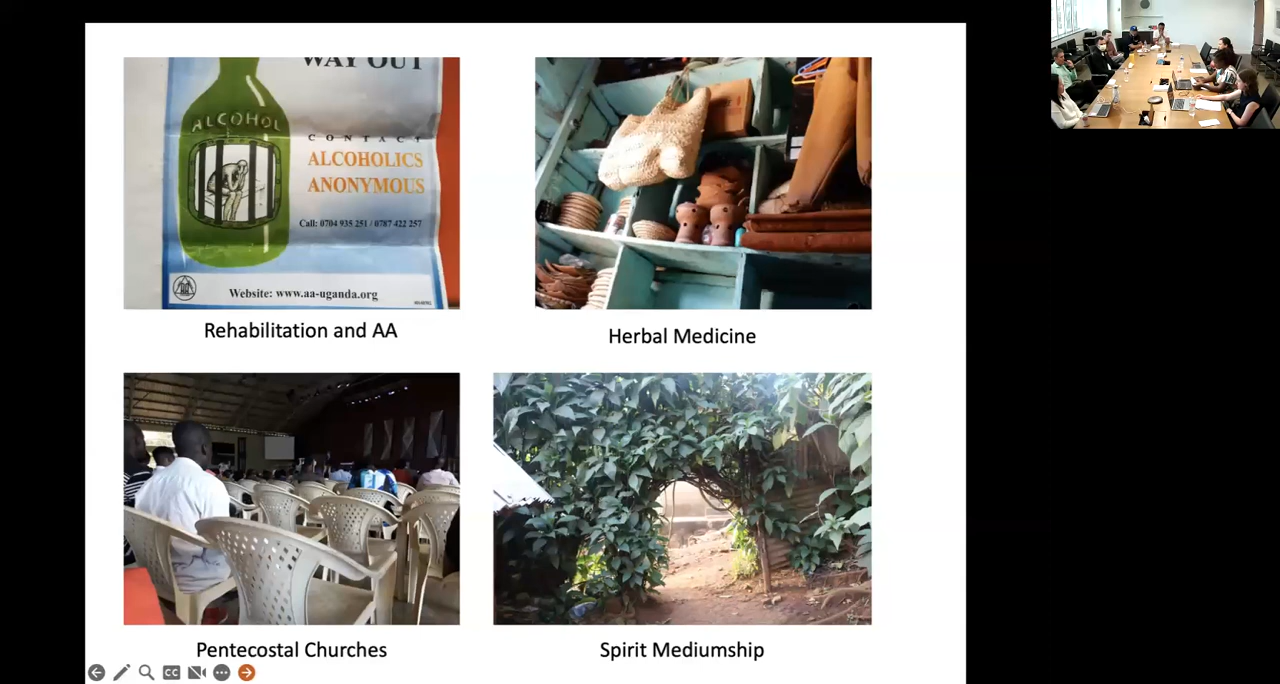 WAY OUT
ALCOHOL
CONTACT
ALCOHOLICS
ANONYMOUS
Call: 0704 935 251 / 0787 422 257
Website: www.aa-uganda.org
Rehabilitation and AA
Herbal Medicine
Pentecostal Churches
Spirit Mediumship
CC